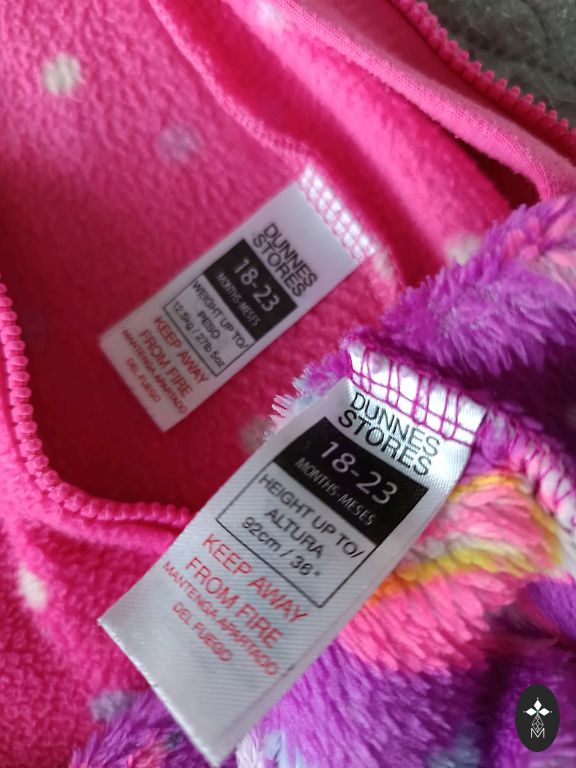 DUNNES
STORES
18-23
MONTHS-MESES
WEIGHT UP TO/
PESO
12.5kg / 27lb 5oz
KEEP AWAY
FROM FIRE
MANTENGA APARTADO
DEL FUEGO
DUNNES
STORES
18-23
MONTHS-MESES
HEIGHT UP TO/
ALTURA
92cm / 36"
KEEP AWAY
FROM FIRE
MANTENGA APARTADO
DEL FUEGO
M